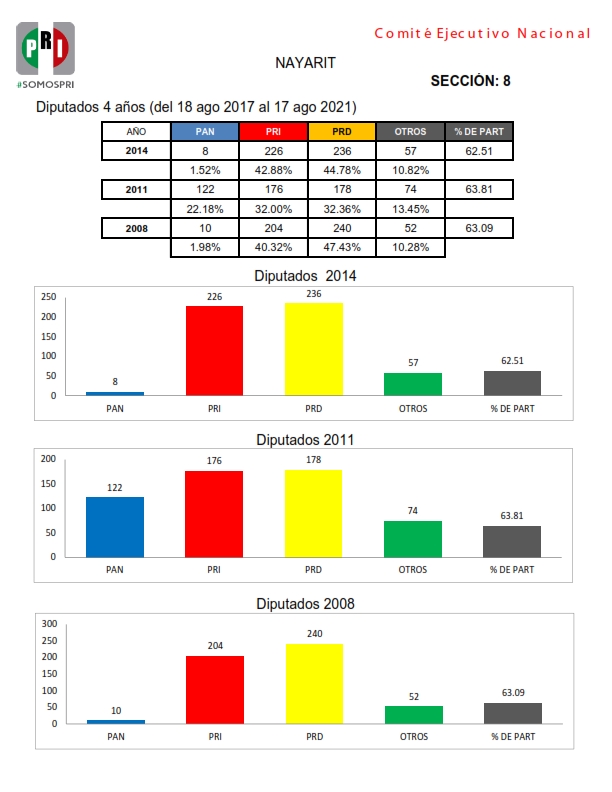 Comité Ejecutivo Nacional
PRI
#SOMOSPRI
NAYARIT
SECCIÓN: 8
Diputados 4 años (del 18 ago 2017 al 17 ago 2021)
AÑO PAN PRI PRD OTROS % DE PART
2014 8 226 236 57 62.51
1.52% 42.88% 44.78% 10.82%
2011 122 176 178 74 63.81
22.18% 32.00% 32.36% 13.45%
2008 10 204 240 52 63.09
1.98% 40.32% 47.43% 10.28%
Diputados 2014
250
200
150
100
50
0
8 226 236 57 62.51
PAN PRI PRD OTROS % DE PART
Diputados 2011
200
150
100
50
0
122 176 178 74 63.81
PAN PRI PRD OTROS % DE PART
Diputados 2008
300
250
200
150
100
50
0
10 204 240 52 63.09
PAN PRI PRD OTROS % DE PART